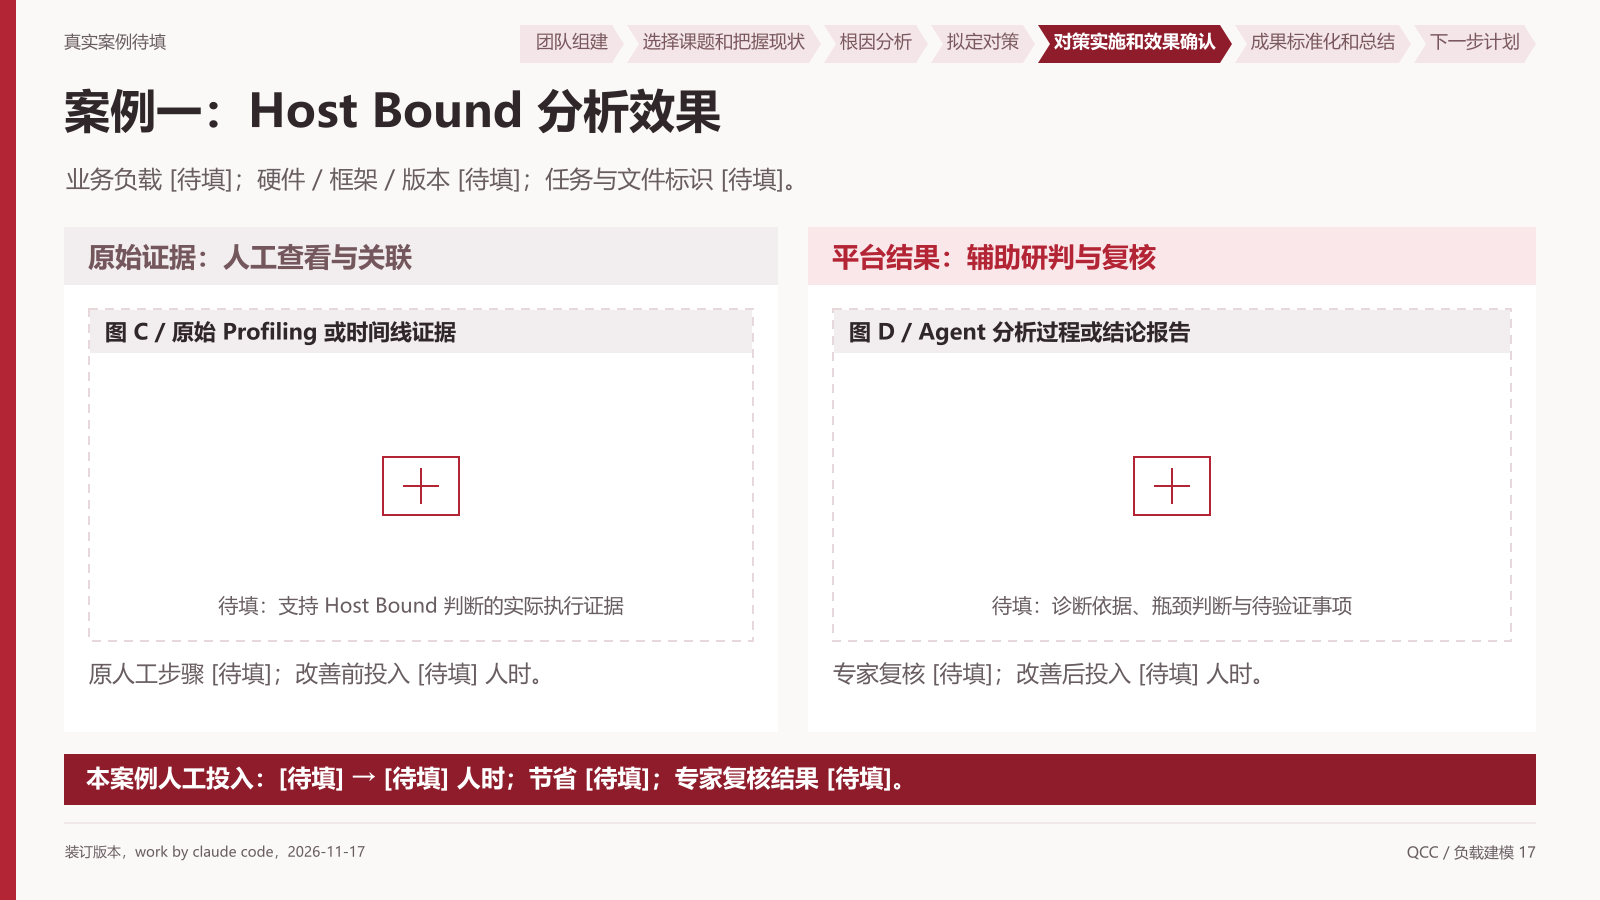 真实案例待填
团队组建
选择课题和把握现状
根因分析
拟定对策
对策实施和效果确认
成果标准化和总结
下一步计划
案例一：Host Bound 分析效果
业务负载 [待填]；硬件 / 框架 / 版本 [待填]；任务与文件标识 [待填]。
原始证据：人工查看与关联
图 C / 原始 Profiling 或时间线证据
待填：支持 Host Bound 判断的实际执行证据
原人工步骤 [待填]；改善前投入 [待填] 人时。
平台结果：辅助研判与复核
图 D / Agent 分析过程或结论报告
待填：诊断依据、瓶颈判断与待验证事项
专家复核 [待填]；改善后投入 [待填] 人时。
本案例人工投入：[待填] → [待填] 人时；节省 [待填]；专家复核结果 [待填]。
装订版本，work by claude code，2026-11-17
QCC / 负载建模 17